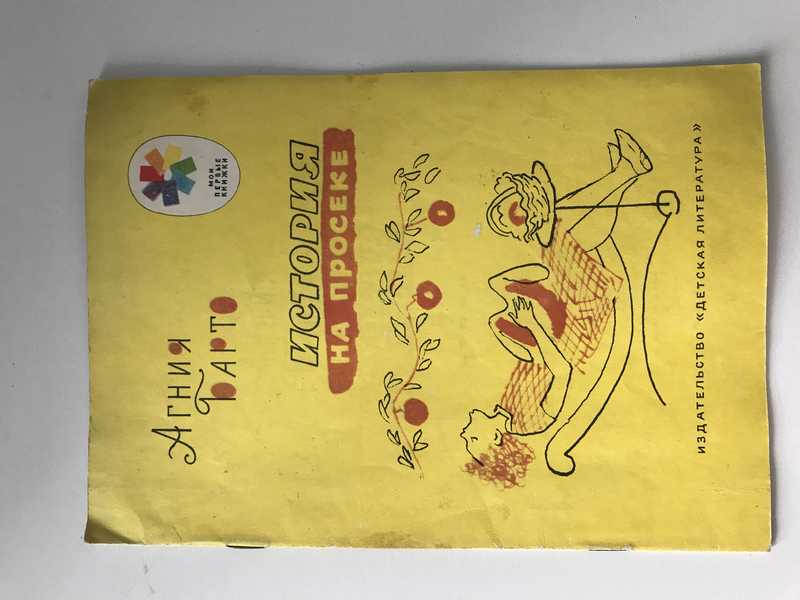 Агния
Барто
МОИ
ПЕРВЫЕ
КНИЖКИ
ИСТОРИЯ
НА ПРОСЕКЕ
ИЗДАТЕЛЬСТВО «ДЕТСКАЯ ЛИТЕРАТУРА»